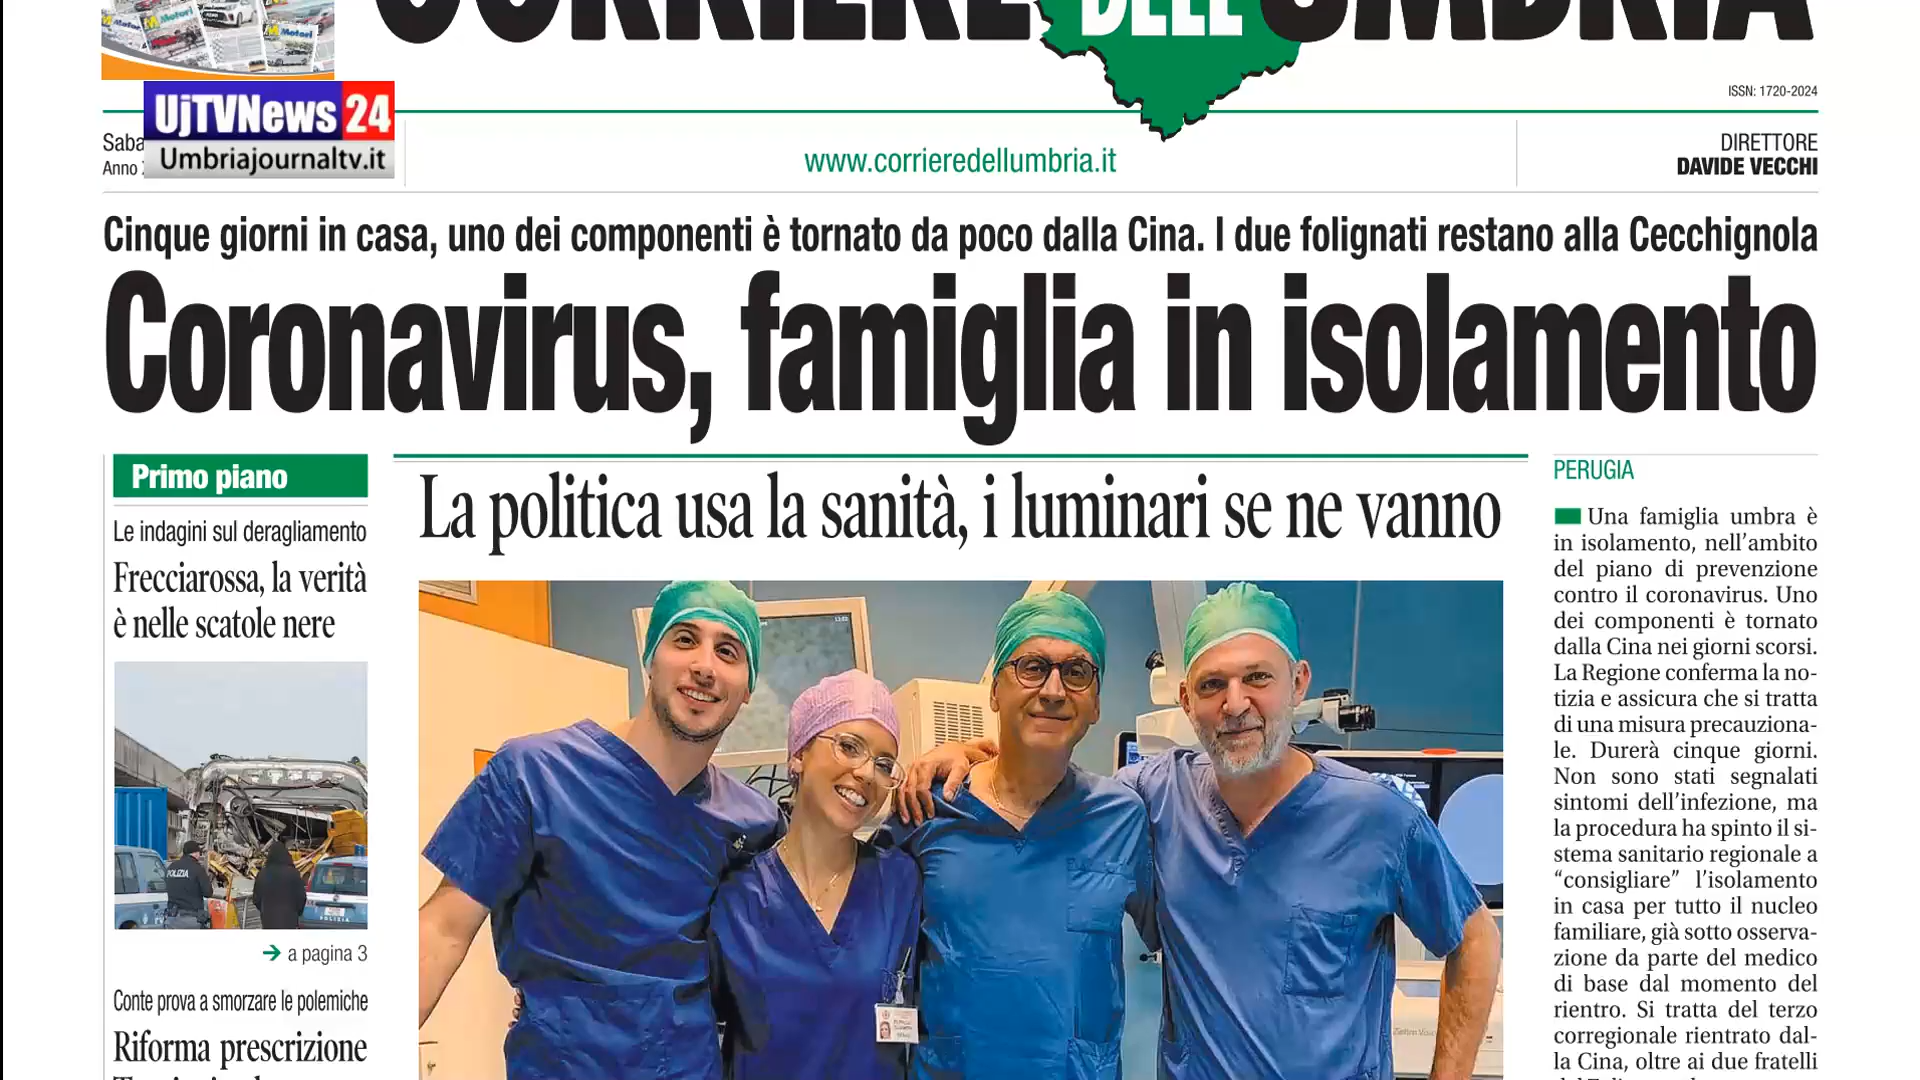 CORRIERE DELL'UMBRIA
ISSN: 1720-2024
UjTVNews 24
Umbriajournaltv.it
Saba
Anno
www.corrieredellumbria.it
DIRETTORE
DAVIDE VECCHI
Cinque giorni in casa, uno dei componenti è tornato da poco dalla Cina. I due folignati restano alla Cecchignola
Coronavirus, famiglia in isolamento
Primo piano
Le indagini sul deragliamento
Frecciarossa, la verità
è nelle scatole nere
POLIZIA
POLIZIA
→ a pagina 3
Conte prova a smorzare le polemiche
Riforma prescrizione
La politica usa la sanità, i luminari se ne vanno
PERUGIA
Una famiglia umbra è
in isolamento, nell'ambito
del piano di prevenzione
contro il coronavirus. Uno
dei componenti è tornato
dalla Cina nei giorni scorsi.
La Regione conferma la no-
tizia e assicura che si tratta
di una misura precauziona-
le. Durerà cinque giorni.
Non sono stati segnalati
sintomi dell'infezione, ma
la procedura ha spinto il si-
stema sanitario regionale a
“consigliare” l'isolamento
in casa per tutto il nucleo
familiare, già sotto osserva-
zione da parte del medico
di base dal momento del
rientro. Si tratta del terzo
corregionale rientrato dal-
la Cina, oltre ai due fratelli